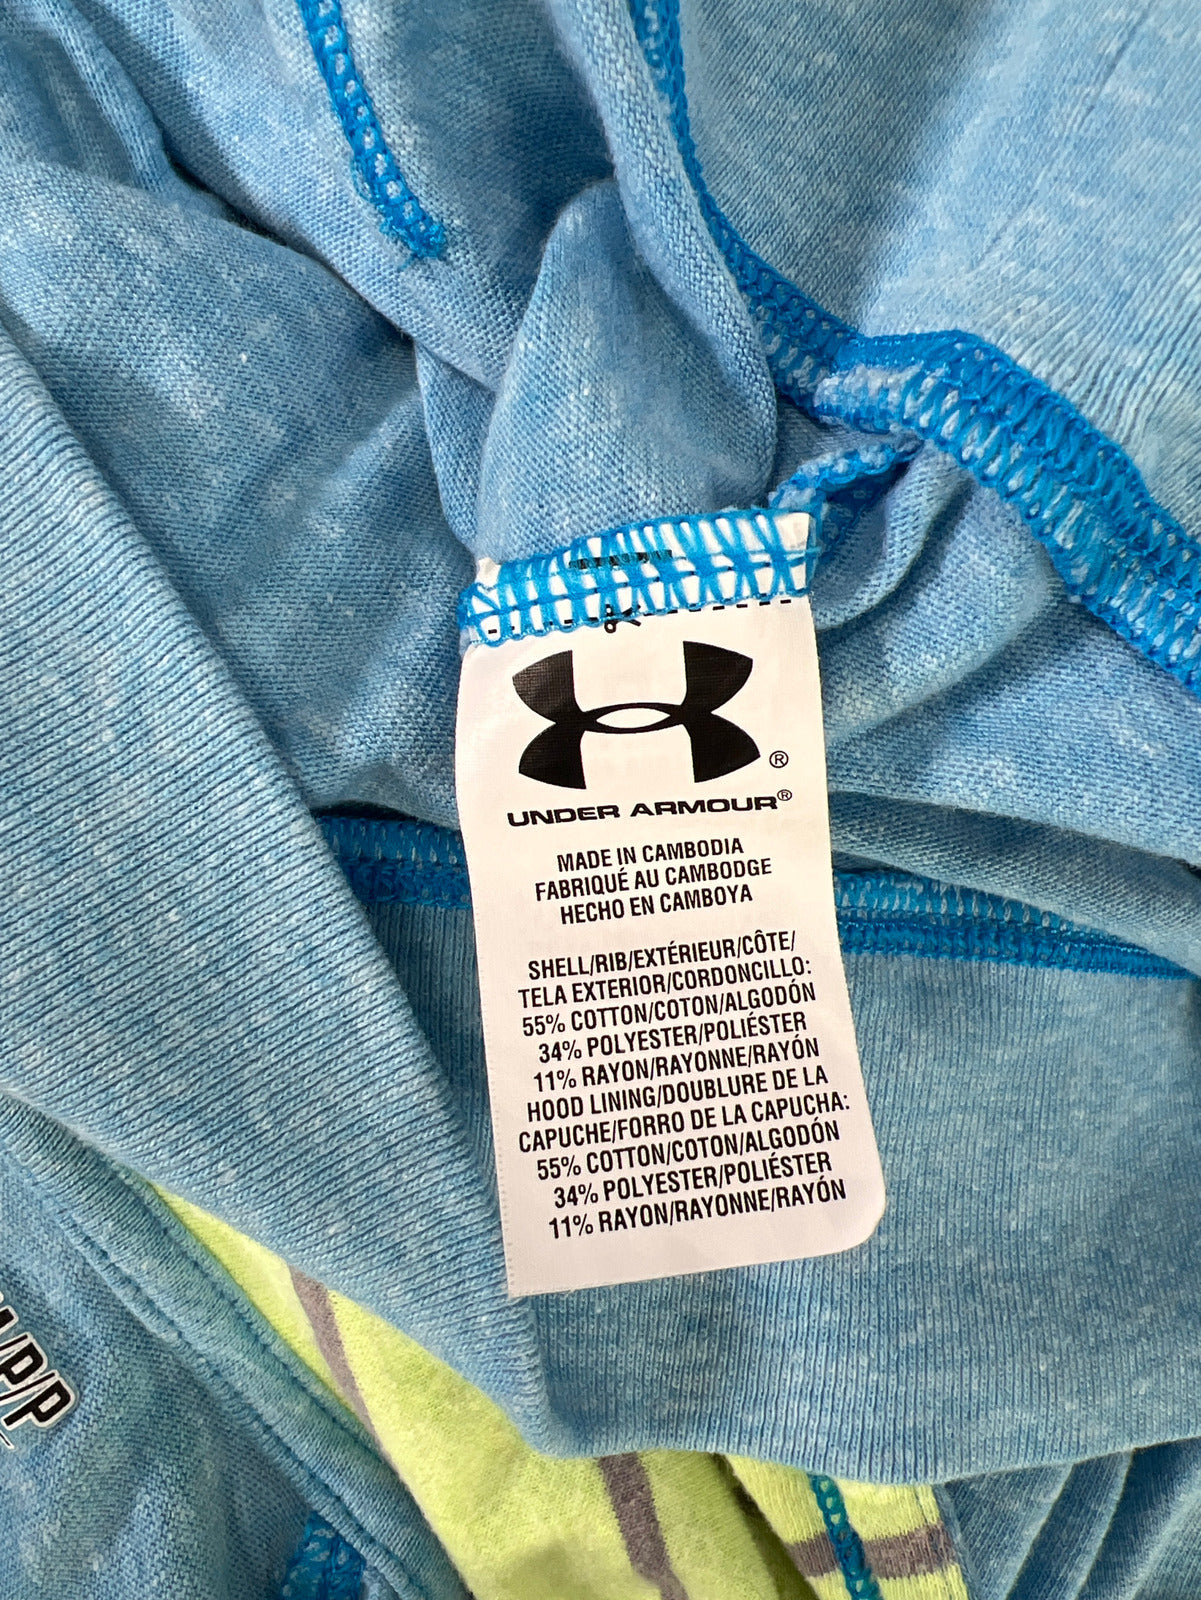 ®
UNDER ARMOUR®
MADE IN CAMBODIA
FABRIQUÉ AU CAMBODGE
HECHO EN CAMBOYA
SHELL/RIB/EXTÉRIEUR/CÔTE/
TELA EXTERIOR/CORDONCILLO:
55% COTTON/COTON/ALGODÓN
34% POLYESTER/POLIÉSTER
11% RAYON/RAYONNE/RAYÓN
HOOD LINING/DOUBLURE DE LA
CAPUCHE/FORRO DE LA CAPUCHA:
55% COTTON/COTON/ALGODÓN
34% POLYESTER/POLIÉSTER
11% RAYON/RAYONNE/RAYÓN
/P/P